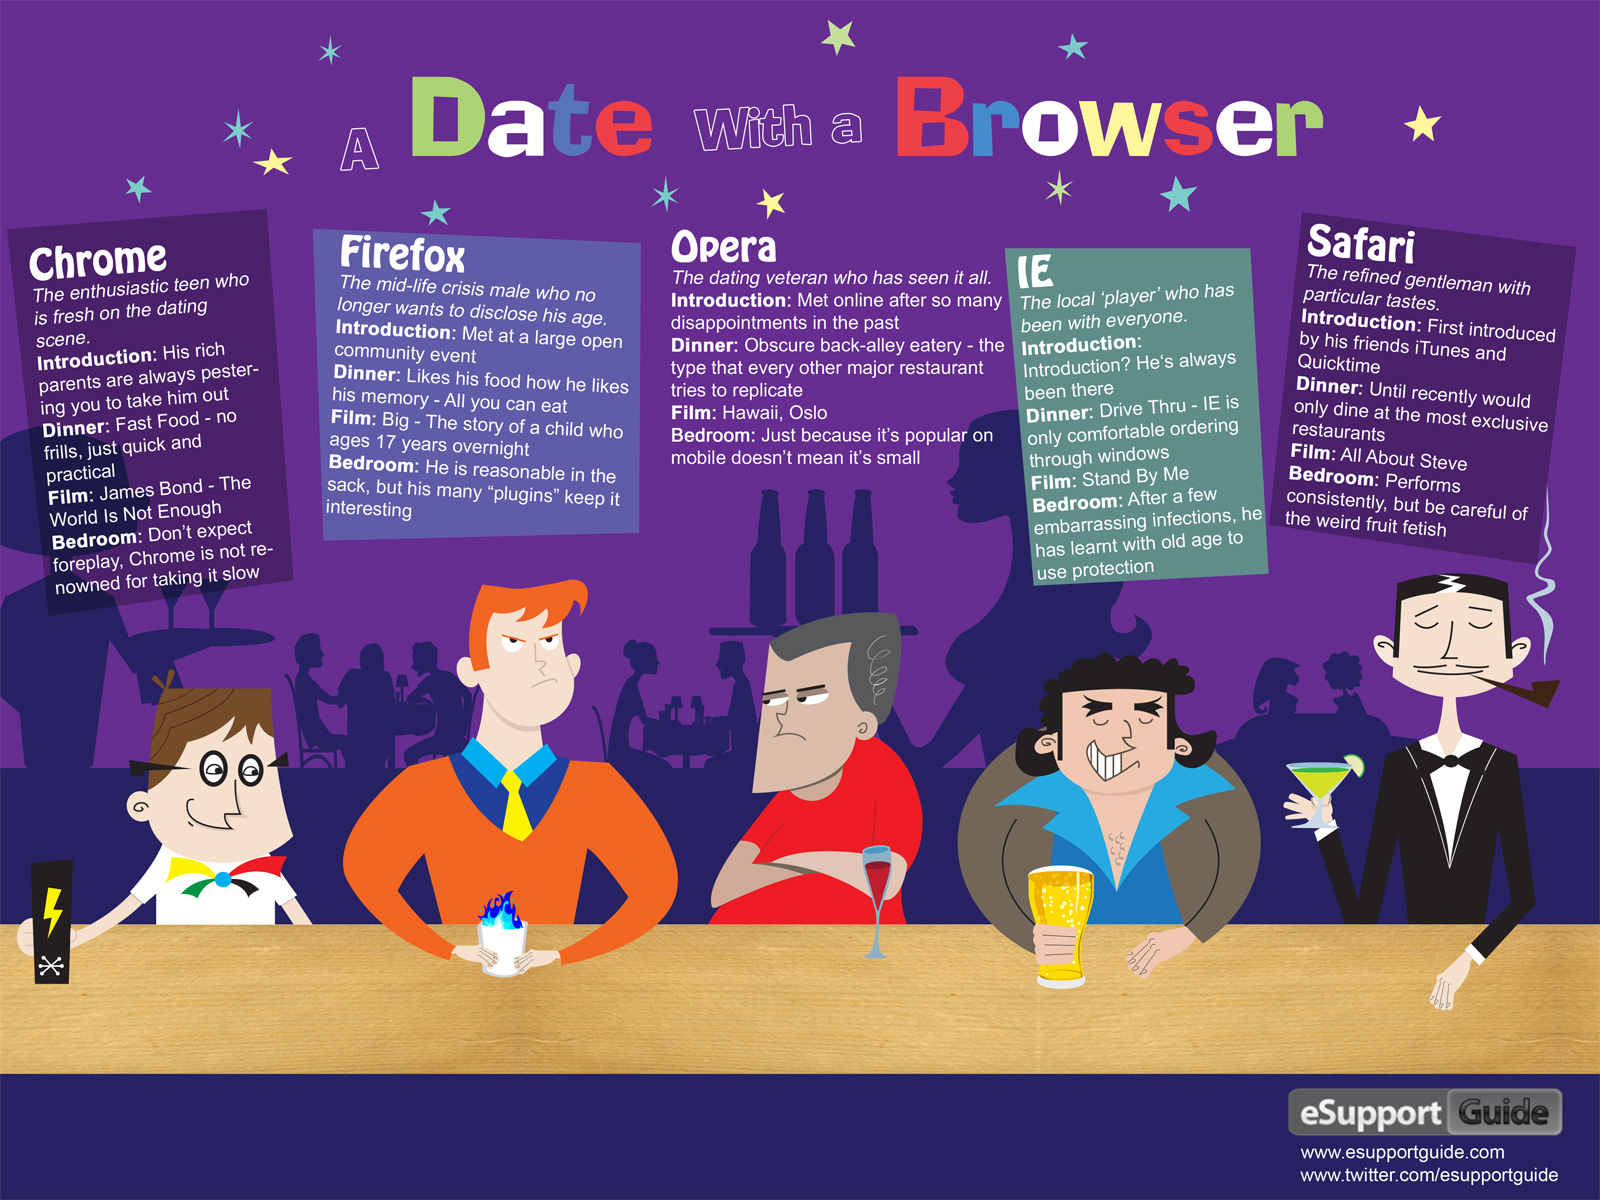 A Date With a Browser
Chrome
The enthusiastic teen who
is fresh on the dating
scene.
Introduction: His rich
parents are always pester-
ing you to take him out
Dinner: Fast Food - no
frills, just quick and
practical
Film: James Bond - The
World Is Not Enough
Bedroom: Don't expect
foreplay, Chrome is not re-
nowned for taking it slow
Firefox
The mid-life crisis male who no
longer wants to disclose his age.
Introduction: Met at a large open
community event
Dinner: Likes his food how he likes
his memory - All you can eat
Film: Big - The story of a child who
ages 17 years overnight
Bedroom: He is reasonable in the
sack, but his many “plugins” keep it
interesting
Opera
The dating veteran who has seen it all.
Introduction: Met online after so many
disappointments in the past
Dinner: Obscure back-alley eatery - the
type that every other major restaurant
tries to replicate
Film: Hawaii, Oslo
Bedroom: Just because it's popular on
mobile doesn't mean it's small
IE
The local ‘player’ who has
been with everyone.
Introduction:
Introduction? He's always
been there
Dinner: Drive Thru - IE is
only comfortable ordering
through windows
Film: Stand By Me
Bedroom: After a few
embarrassing infections, he
has learnt with old age to
use protection
Safari
The refined gentleman with
particular tastes.
Introduction: First introduced
by his friends iTunes and
Quicktime
Dinner: Until recently would
only dine at the most exclusive
restaurants
Film: All About Steve
Bedroom: Performs
consistently, but be careful of
the weird fruit fetish
eSupport Guide
www.esupportguide.com
www.twitter.com/esupportguide